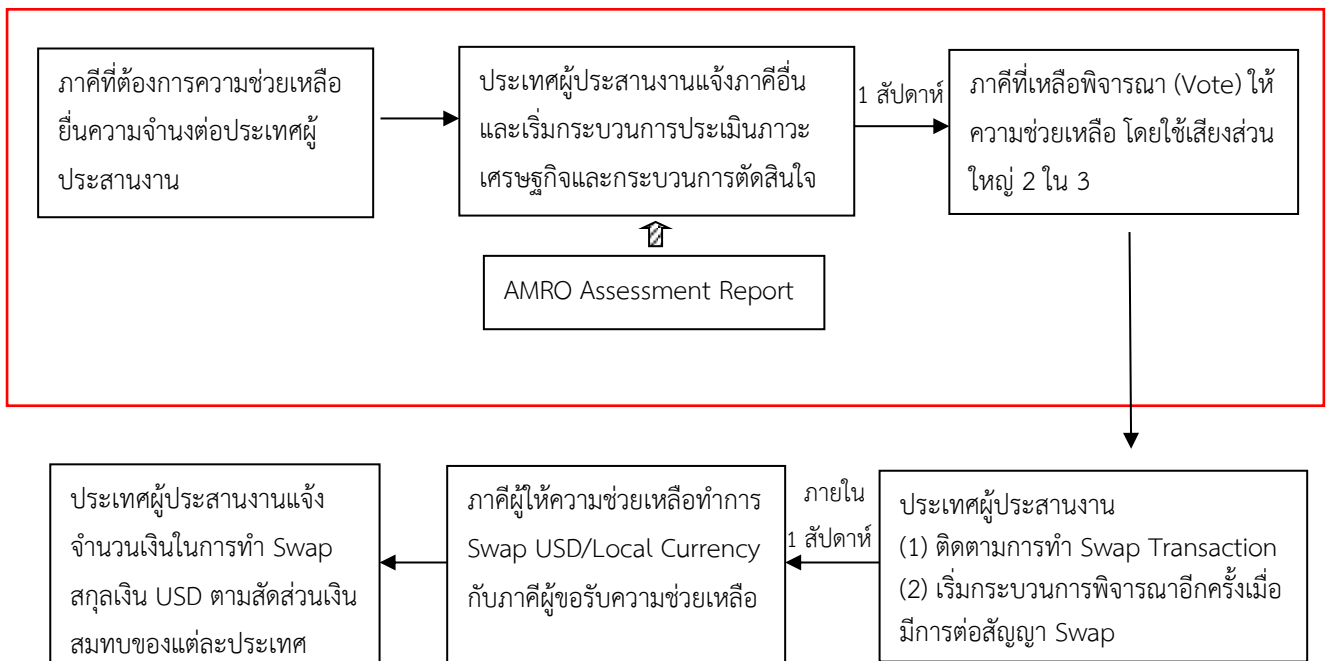 ภาคีที่ต้องการความช่วยเหลือ
ยื่นความจำนงต่อประเทศผู้
ประสานงาน
ประเทศผู้ประสานงานแจ้งภาคีอื่น
และเริ่มกระบวนการประเมินภาวะ
เศรษฐกิจและกระบวนการตัดสินใจ
1 สัปดาห์
ภาคีที่เหลือพิจารณา (Vote) ให้
ความช่วยเหลือ โดยใช้เสียงส่วน
ใหญ่ 2 ใน 3
AMRO Assessment Report
ประเทศผู้ประสานงานแจ้ง
จำนวนเงินในการทำ Swap
สกุลเงิน USD ตามสัดส่วนเงิน
สมทบของแต่ละประเทศ
ภาคีผู้ให้ความช่วยเหลือทำการ
Swap USD/Local Currency
กับภาคีผู้ขอรับความช่วยเหลือ
ภายใน
1 สัปดาห์
ประเทศผู้ประสานงาน
(1) ติดตามการทำ Swap Transaction
(2) เริ่มกระบวนการพิจารณาอีกครั้งเมื่อ
มีการต่อสัญญา Swap